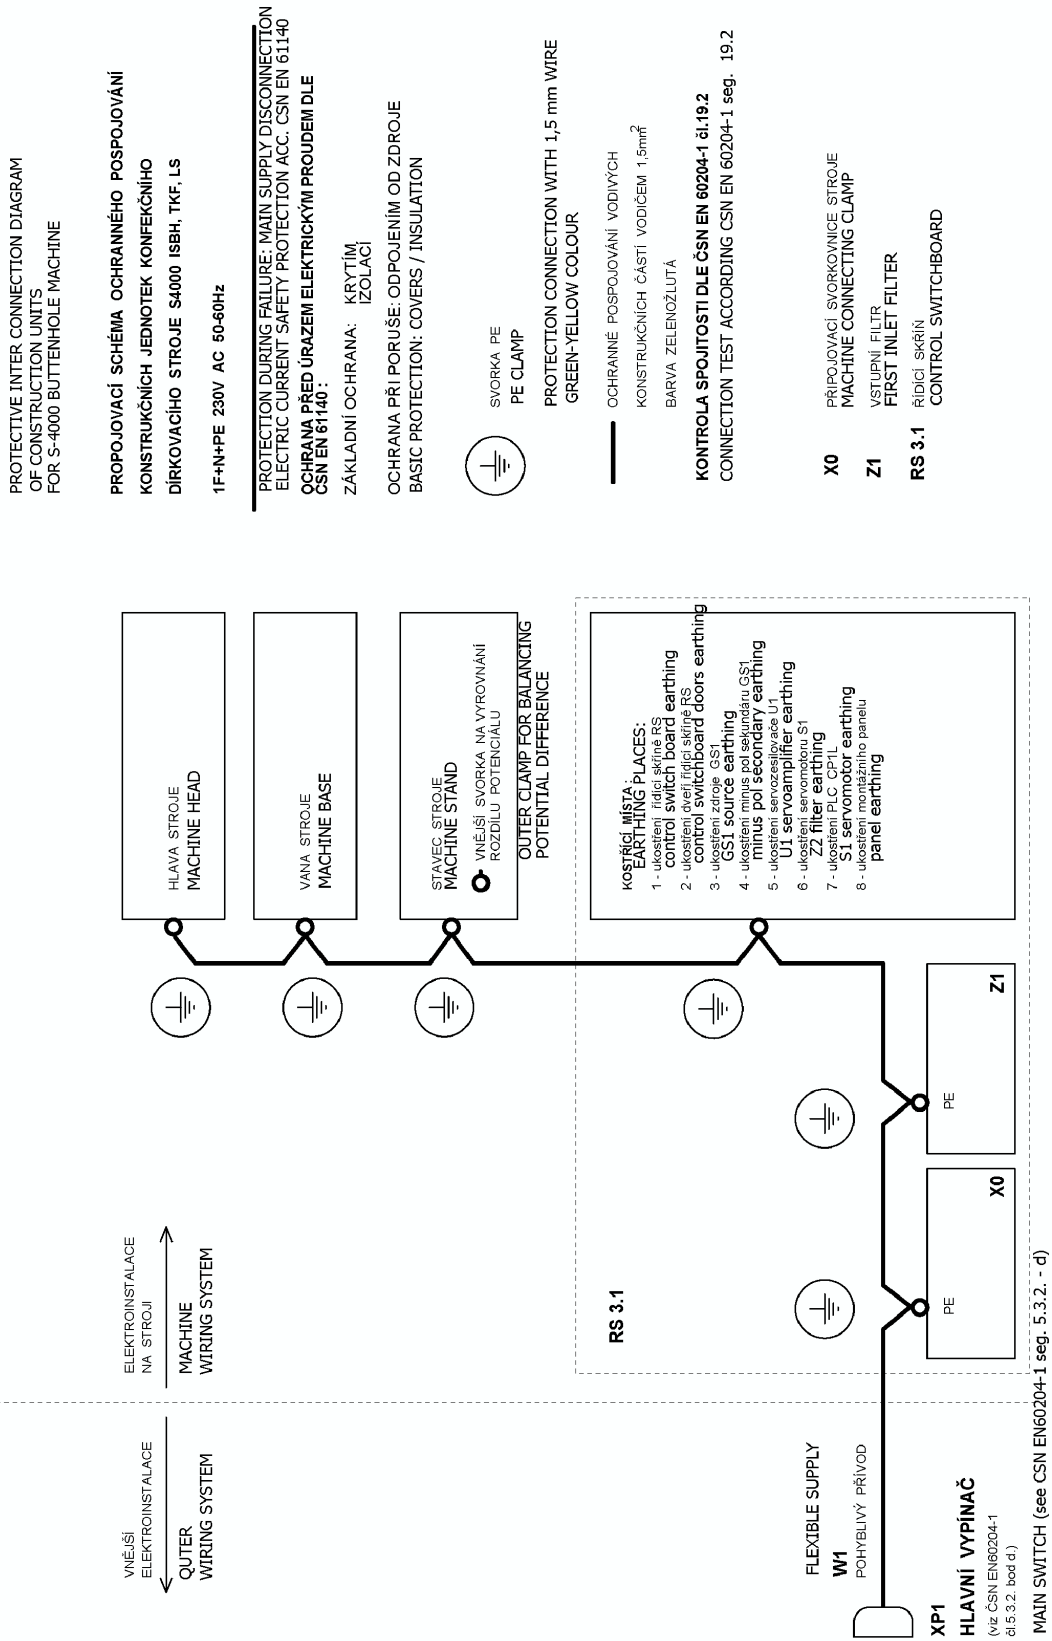 PROTECTIVE INTER CONNECTION DIAGRAM
OF CONSTRUCTION UNITS
FOR S-4000 BUTTENHOLE MACHINE
PROPOJOVACÍ SCHÉMA OCHRANNÉHO POSPOJOVÁNÍ
KONSTRUKČNÍCH JEDNOTEK KONFEKČNÍHO
DÍRKOVACÍHO STROJE S4000 ISBH, TKF, LS
1F+N+PE 230V AC 50-60Hz
PROTECTION DURING FAILURE: MAIN SUPPLY DISCONNECTION
ELECTRIC CURRENT SAFETY PROTECTION ACC. CSN EN 61140
OCHRANA PŘED ÚRAZEM ELEKTRICKÝM PROUDEM DLE
ČSN EN 61140 :
ZÁKLADNÍ OCHRANA: KRYTÍM,
IZOLACÍ
OCHRANA PŘI PORUŠE: ODPOJENÍM OD ZDROJE
BASIC PROTECTION: COVERS / INSULATION
SVORKA PE
PE CLAMP
PROTECTION CONNECTION WITH 1,5 mm WIRE
GREEN-YELLOW COLOUR
OCHRANNÉ POSPOJOVÁNÍ VODIVÝCH
KONSTRUKČNÍCH ČÁSTÍ VODIČEM 1,5mm²
BARVA ZELENOŽLUTÁ
KONTROLA SPOJITOSTI DLE ČSN EN 60204-1 čl.19.2
CONNECTION TEST ACCORDING CSN EN 60204-1 seg. 19.2
X0 PŘIPOJOVACÍ SVORKOVNICE STROJE
MACHINE CONNECTING CLAMP
Z1 VSTUPNÍ FILTR
FIRST INLET FILTER
RS 3.1 ŘÍDÍCÍ SKŘÍŇ
CONTROL SWITCHBOARD
HLAVA STROJE
MACHINE HEAD
VANA STROJE
MACHINE BASE
STAVEC STROJE
MACHINE STAND
VNĚJŠÍ SVORKA NA VYROVNÁNÍ
ROZDÍLU POTENCIÁLU
OUTER CLAMP FOR BALANCING
POTENTIAL DIFFERENCE
KOSTŘÍCÍ MÍSTA :
EARTHING PLACES:
1 - ukostření řídící skříně RS
control switch board earthing
2 - ukostření dveří řídící skříně RS
control switchboard doors earthing
3 - ukostření zdroje GS1
GS1 source earthing
4 - ukostření minus pol sekundáru GS1
minus pol secondary earthing
5 - ukostření servozesilovače U1
U1 servoamplifier earthing
6 - ukostření servomotoru S1
Z2 filter earthing
7 - ukostření PLC CP1L
S1 servomotor earthing
8 - ukostření montážního panelu
panel earthing
Z1
PE
X0
PE
RS 3.1
ELEKTROINSTALACE
NA STROJI
MACHINE
WIRING SYSTEM
VNĚJŠÍ
ELEKTROINSTALACE
QUTER
WIRING SYSTEM
FLEXIBLE SUPPLY
W1
POHYBLIVÝ PŘÍVOD
XP1
HLAVNÍ VYPÍNAČ
(viz ČSN EN60204-1
čl.5.3.2. bod d.)
MAIN SWITCH (see CSN EN60204-1 seg. 5.3.2. - d)